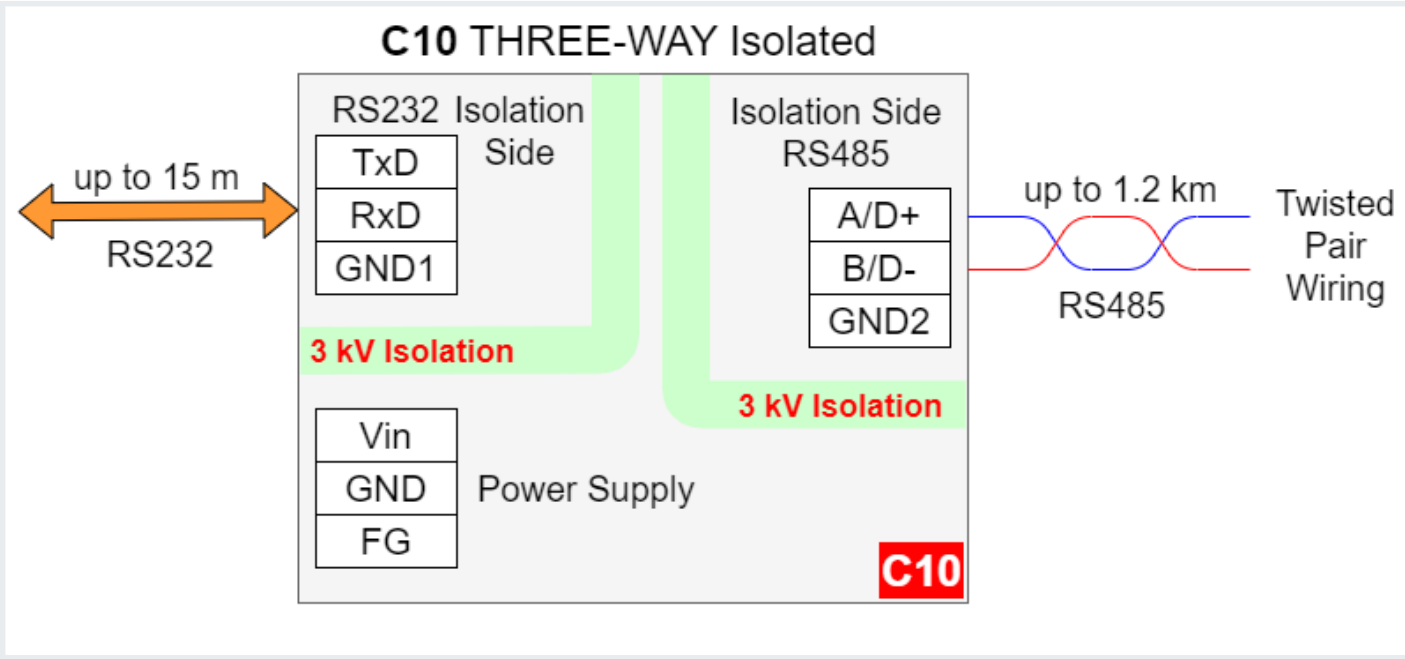 C10 THREE-WAY Isolated
RS232 Isolation
Side
TxD
RxD
GND1
up to 15 m
RS232
3 kV Isolation
Isolation Side
RS485
A/D+
B/D-
GND2
up to 1.2 km
RS485
Twisted
Pair
Wiring
3 kV Isolation
Vin
GND
FG
Power Supply
C10